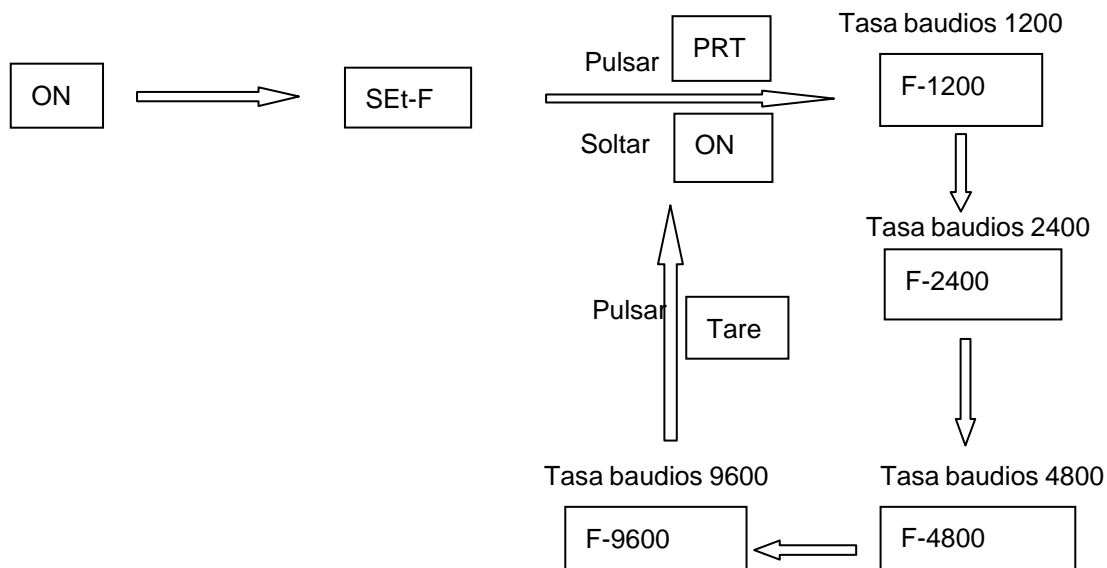 Tasa baudios 1200
ON
SEt-F
Pulsar
PRT
F-1200
Soltar
ON
Tasa baudios 2400
F-2400
Pulsar
Tare
Tasa baudios 9600
Tasa baudios 4800
F-9600
F-4800